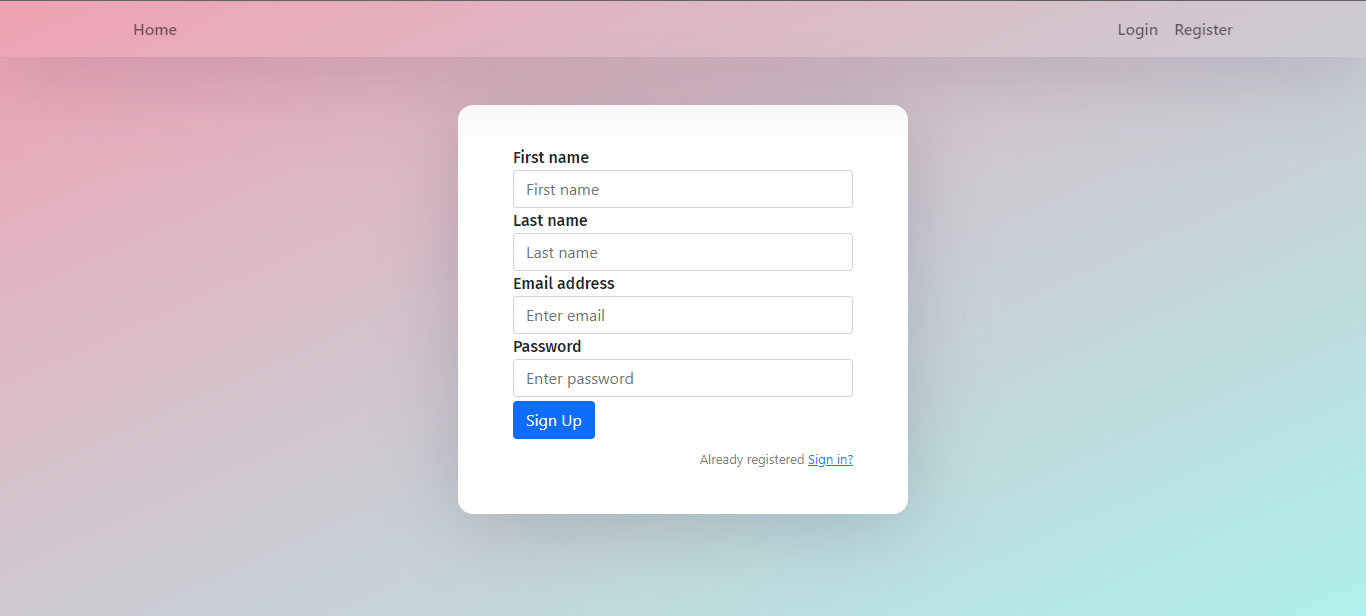 Home Login Register
First name
First name
Last name
Last name
Email address
Enter email
Password
Enter password
Sign Up
Already registered Sign in?